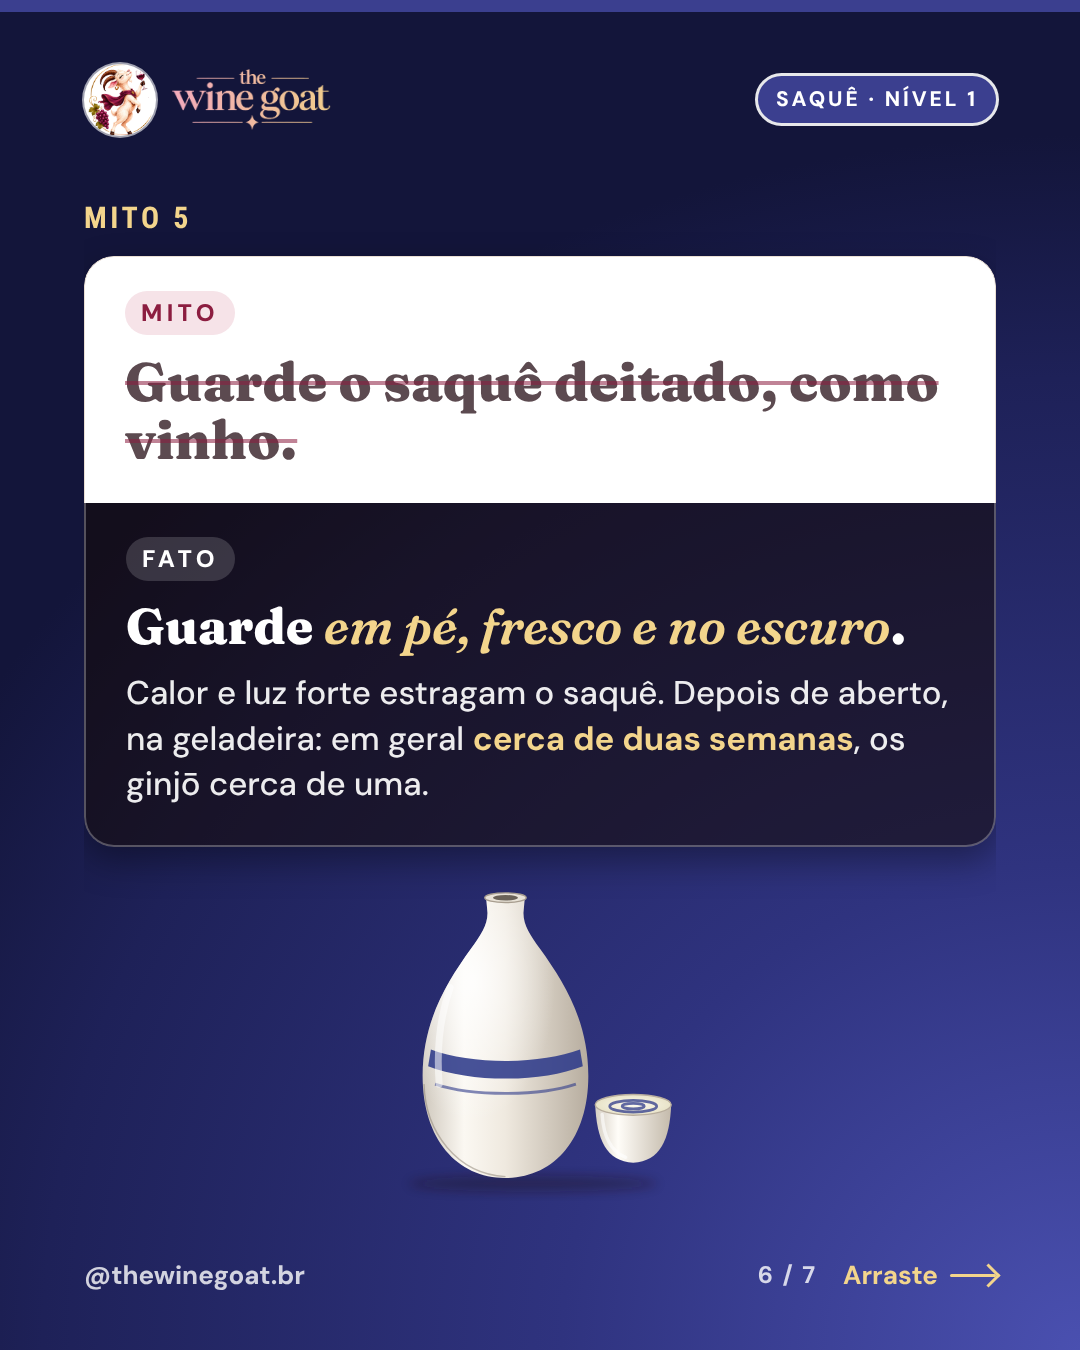 the
wine goat
SAQUÊ · NÍVEL 1
MITO 5
MITO
Guarde o saquê deitado, como
vinho.
FATO
Guarde em pé, fresco e no escuro.
Calor e luz forte estragam o saquê. Depois de aberto,
na geladeira: em geral cerca de duas semanas, os
ginjō cerca de uma.
@thewinegoat.br
6 / 7 Arraste